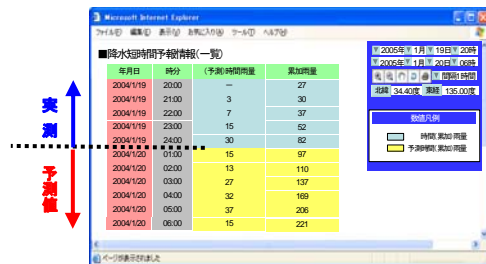 Microsoft Internet Explorer
ファイル(F) 編集(E) 表示(V) お気に入り(A) ツール(T) ヘルプ(H)
■降水短時間予報情報(一覧)
年月日 時分 (予測)時間雨量 累加雨量
2004/1/19 20:00 — 27
2004/1/19 21:00 3 30
2004/1/19 22:00 7 37
2004/1/19 23:00 15 52
2004/1/19 24:00 30 82
2004/1/20 01:00 15 97
2004/1/20 02:00 13 110
2004/1/20 03:00 27 137
2004/1/20 04:00 32 169
2004/1/20 05:00 37 206
2004/1/20 06:00 15 221
実測
予測値
2005年 1月 19日 20時
2005年 1月 20日 06時
間隔1時間
北緯 34.40度 東経 135.00度
数値凡例
時間(累加)雨量
予測時間(累加)雨量
ページが表示されました